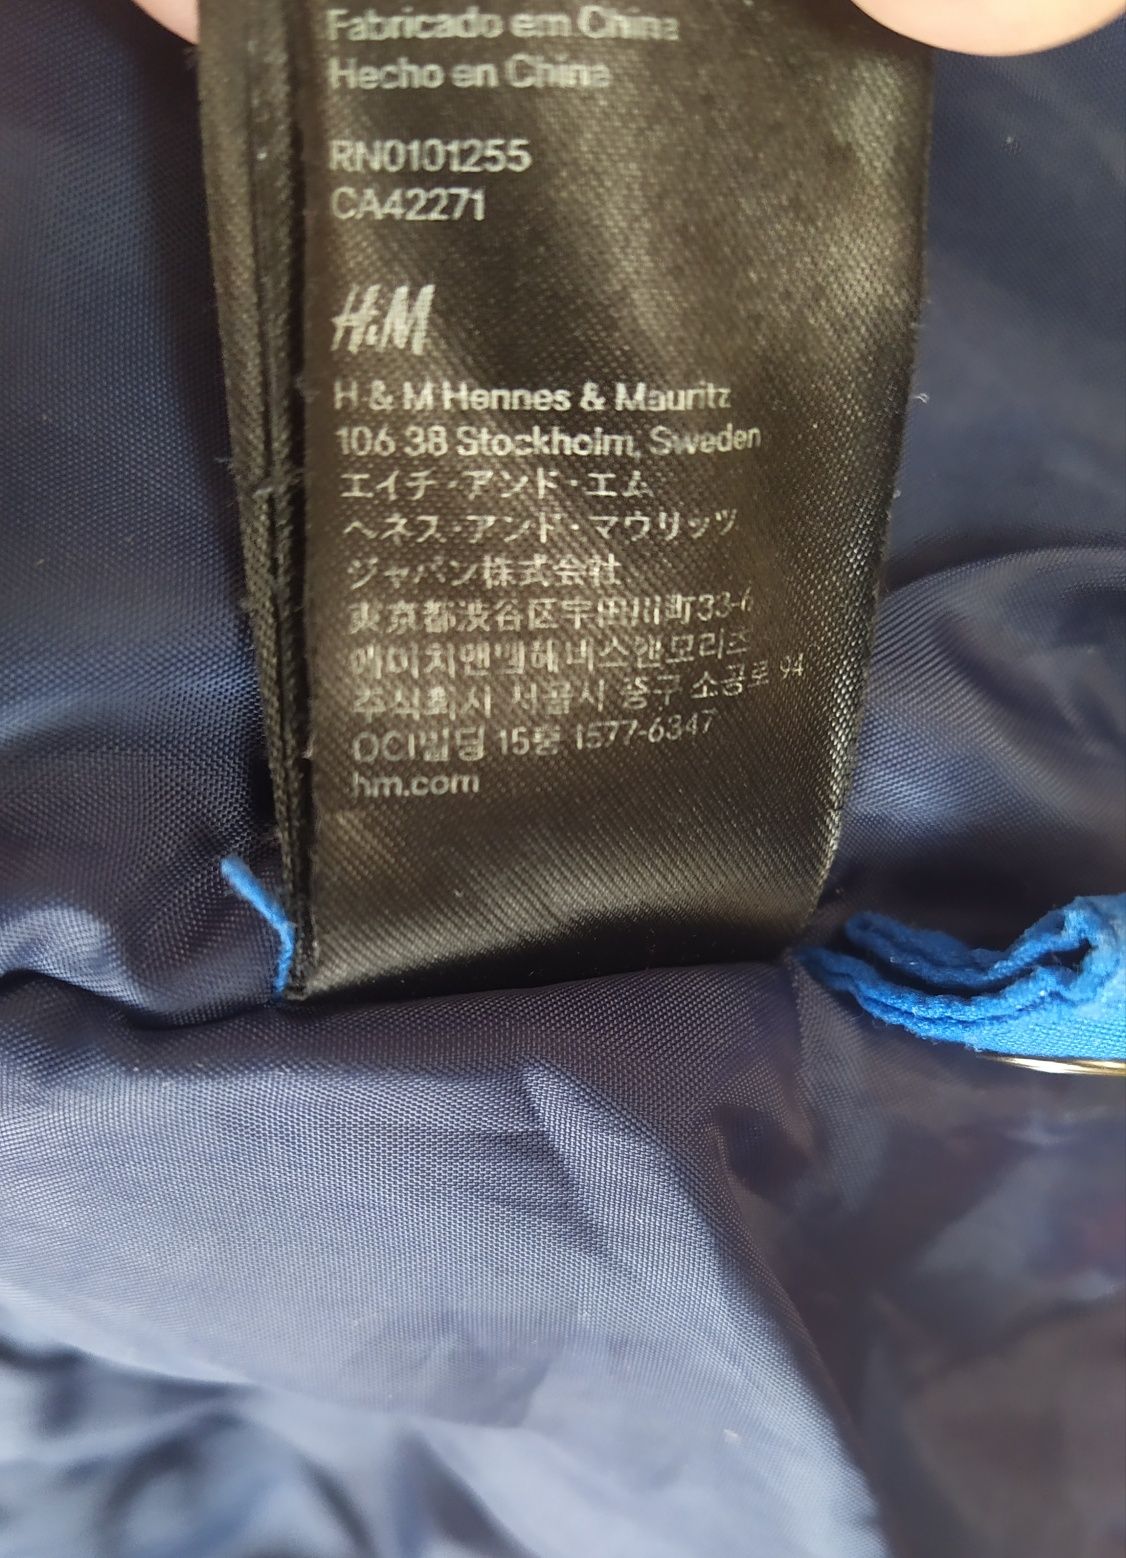 Fabricado em China
Hecho en China
RN0101255
CA42271
H&M
H & M Hennes & Mauritz
106 38 Stockholm, Sweden
エイチ・アンド・エム
ヘネス・アンド・マウリッツ
ジャパン株式会社
東京都渋谷区宇田川町33-6
에이치앤엠헤네스앤모리츠
주식회사 서울시 중구 소공로 94
OCI빌딩 15층 1577-6347
hm.com